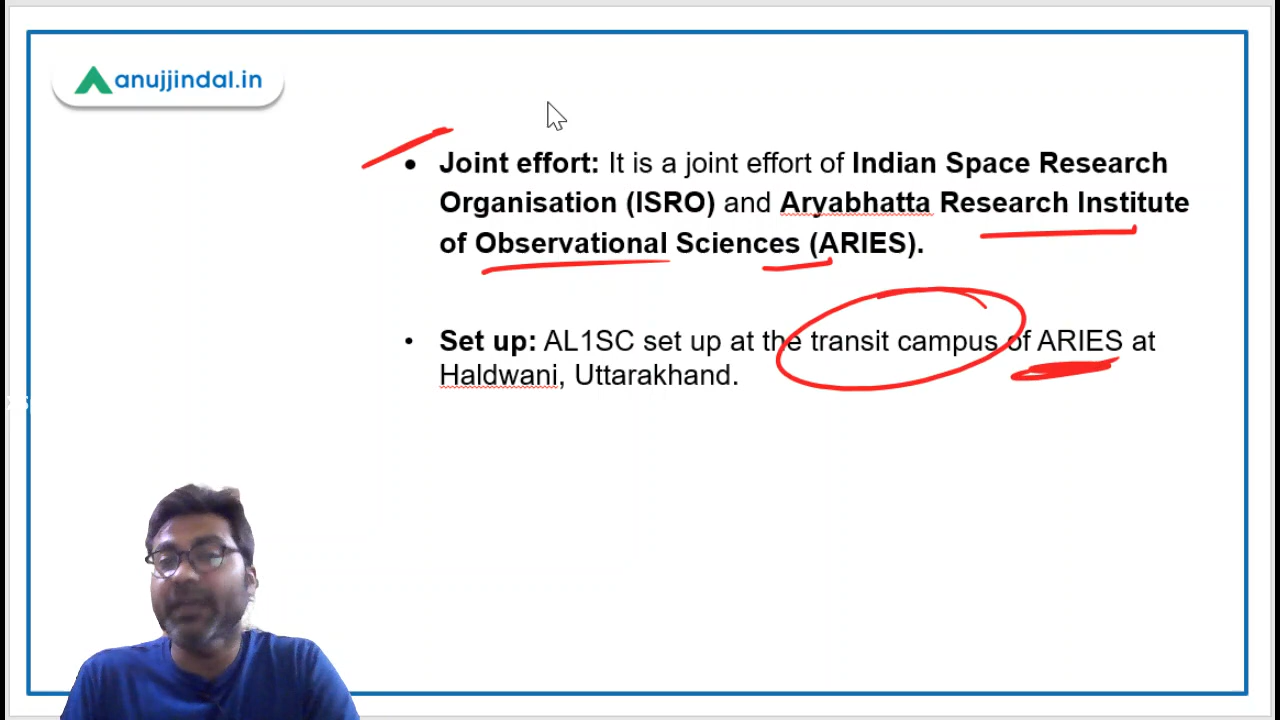 anujjindal.in
• Joint effort: It is a joint effort of Indian Space Research
Organisation (ISRO) and Aryabhatta Research Institute
of Observational Sciences (ARIES).
• Set up: AL1SC set up at the transit campus of ARIES at
Haldwani, Uttarakhand.